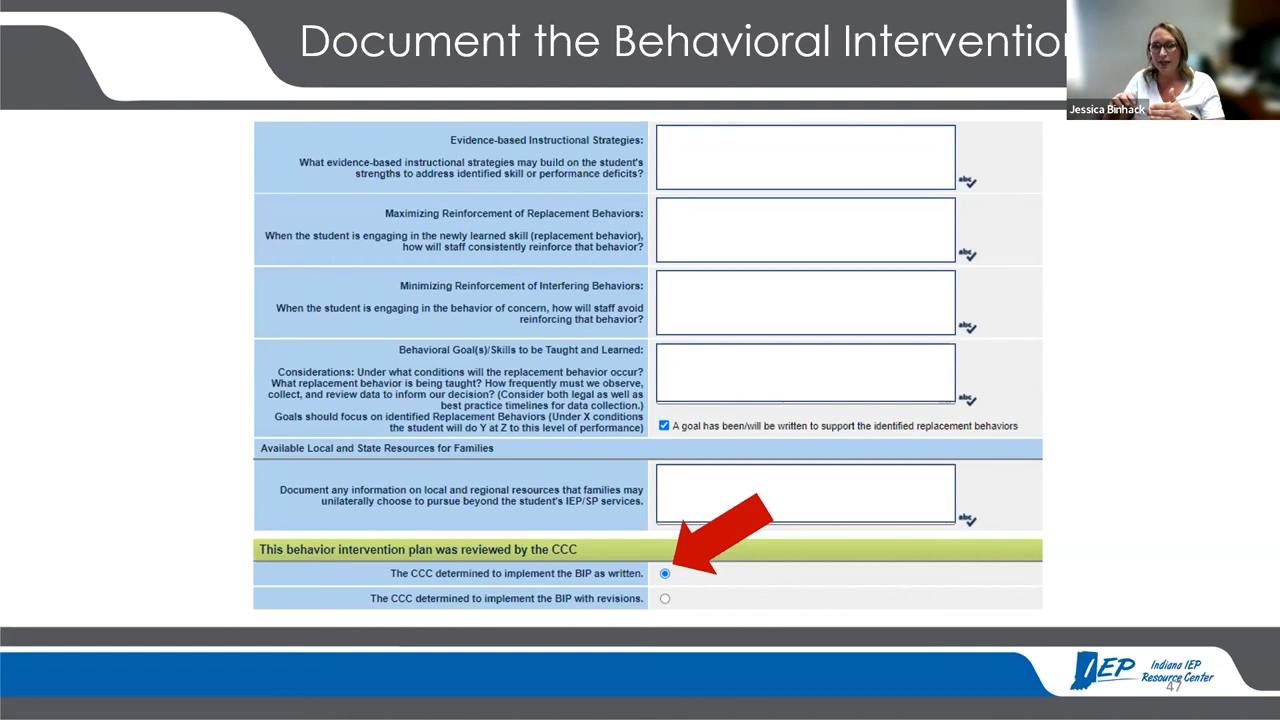 Document the Behavioral Interventio
Jessica Binhack
Evidence-based Instructional Strategies:
What evidence-based instructional strategies may build on the student's
strengths to address identified skill or performance deficits?
abc
Maximizing Reinforcement of Replacement Behaviors:
When the student is engaging in the newly learned skill (replacement behavior),
how will staff consistently reinforce that behavior?
abc
Minimizing Reinforcement of Interfering Behaviors:
When the student is engaging in the behavior of concern, how will staff avoid
reinforcing that behavior?
abc
Behavioral Goal(s)/Skills to be Taught and Learned:
Considerations: Under what conditions will the replacement behavior occur?
What replacement behavior is being taught? How frequently must we observe,
collect, and review data to inform our decision? (Consider both legal as well as
best practice timelines for data collection.)
Goals should focus on identified Replacement Behaviors (Under X conditions
the student will do Y at Z to this level of performance)
abc
A goal has been/will be written to support the identified replacement behaviors
Available Local and State Resources for Families
Document any information on local and regional resources that families may
unilaterally choose to pursue beyond the student's IEP/SP services.
abc
This behavior intervention plan was reviewed by the CCC
The CCC determined to implement the BIP as written.
The CCC determined to implement the BIP with revisions.
IEP
Indiana IEP
Resource Center
47